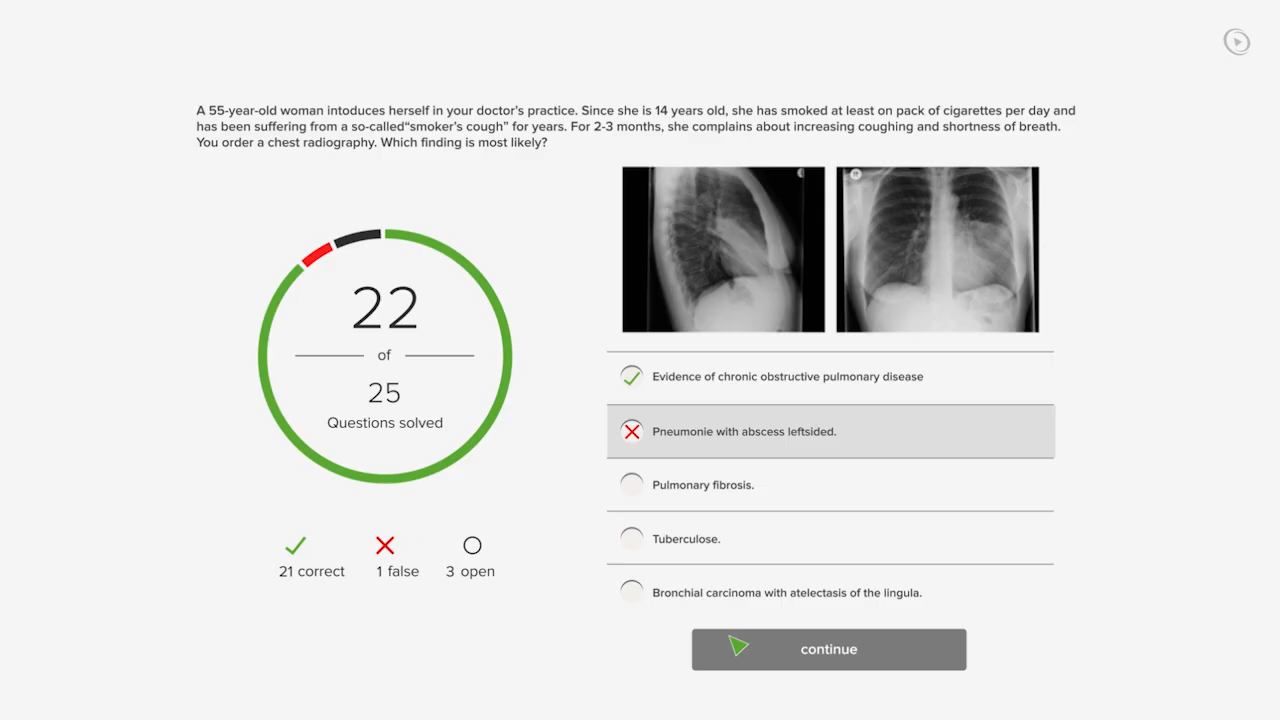 A 55-year-old woman intoduces herself in your doctor's practice. Since she is 14 years old, she has smoked at least on pack of cigarettes per day and
has been suffering from a so-called“smoker's cough” for years. For 2-3 months, she complains about increasing coughing and shortness of breath.
You order a chest radiography. Which finding is most likely?
22
of
25
Questions solved
21 correct
1 false
3 open
Evidence of chronic obstructive pulmonary disease
Pneumonie with abscess leftsided.
Pulmonary fibrosis.
Tuberculose.
Bronchial carcinoma with atelectasis of the lingula.
continue